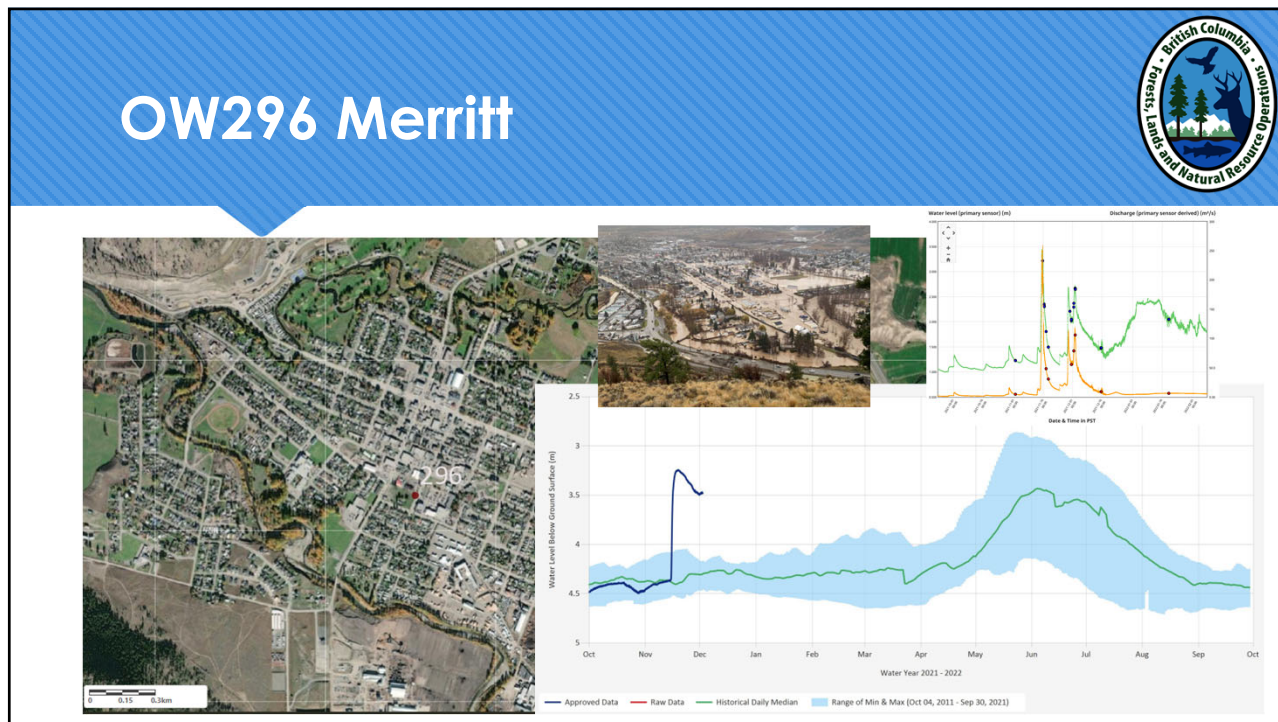 OW296 Merritt
British Columbia
Forests, Lands and Natural Resource Operations
Water level (primary sensor) (m)
Discharge (primary sensor derived) (m³/s)
Date & Time in PST
296
0 0.15 0.3km
Water Level Below Ground Surface (m)
2.5
3
3.5
4
4.5
5
Oct Nov Dec Jan Feb Mar Apr May Jun Jul Aug Sep Oct
Water Year 2021 - 2022
Approved Data Raw Data Historical Daily Median Range of Min & Max (Oct 04, 2011 - Sep 30, 2021)